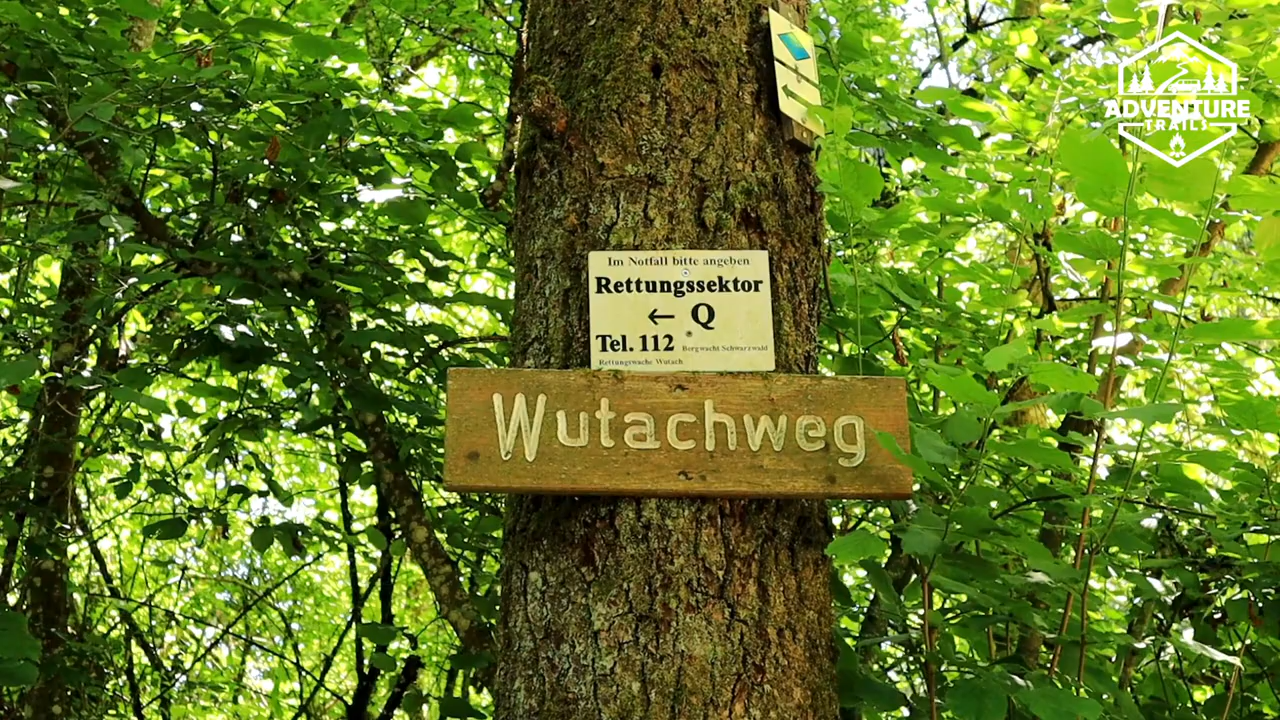 ADVENTURE
TRAILS
Im Notfall bitte angeben
Rettungssektor
← Q
Tel. 112 Bergwacht Schwarzwald
Rettungswache Wutach
Wutachweg